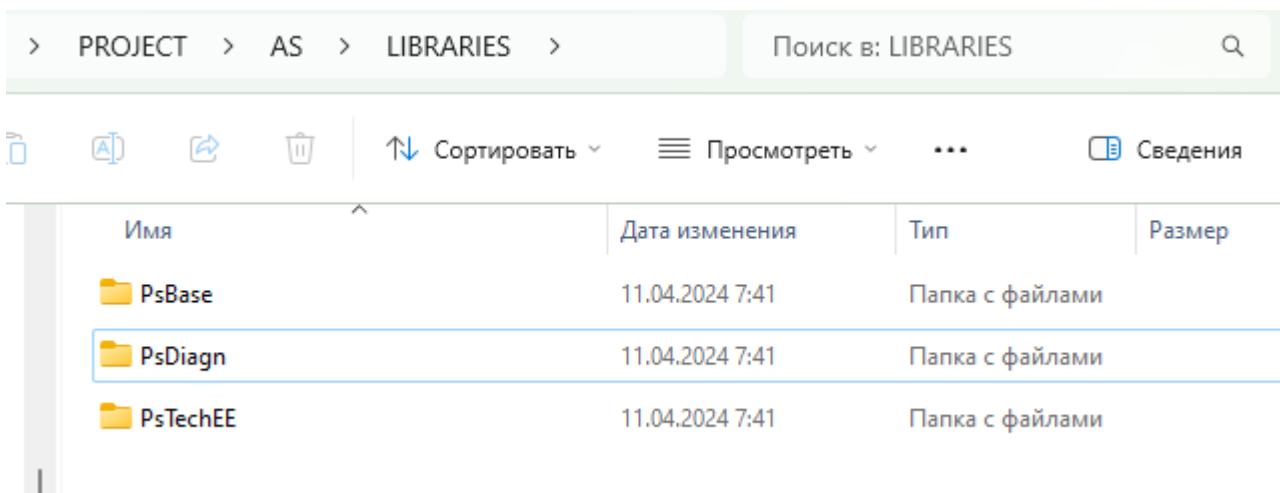 > PROJECT > AS > LIBRARIES > Поиск в: LIBRARIES
Сортировать Просмотреть ... Сведения
Имя Дата изменения Тип Размер
PsBase 11.04.2024 7:41 Папка с файлами
PsDiagn 11.04.2024 7:41 Папка с файлами
PsTechEE 11.04.2024 7:41 Папка с файлами